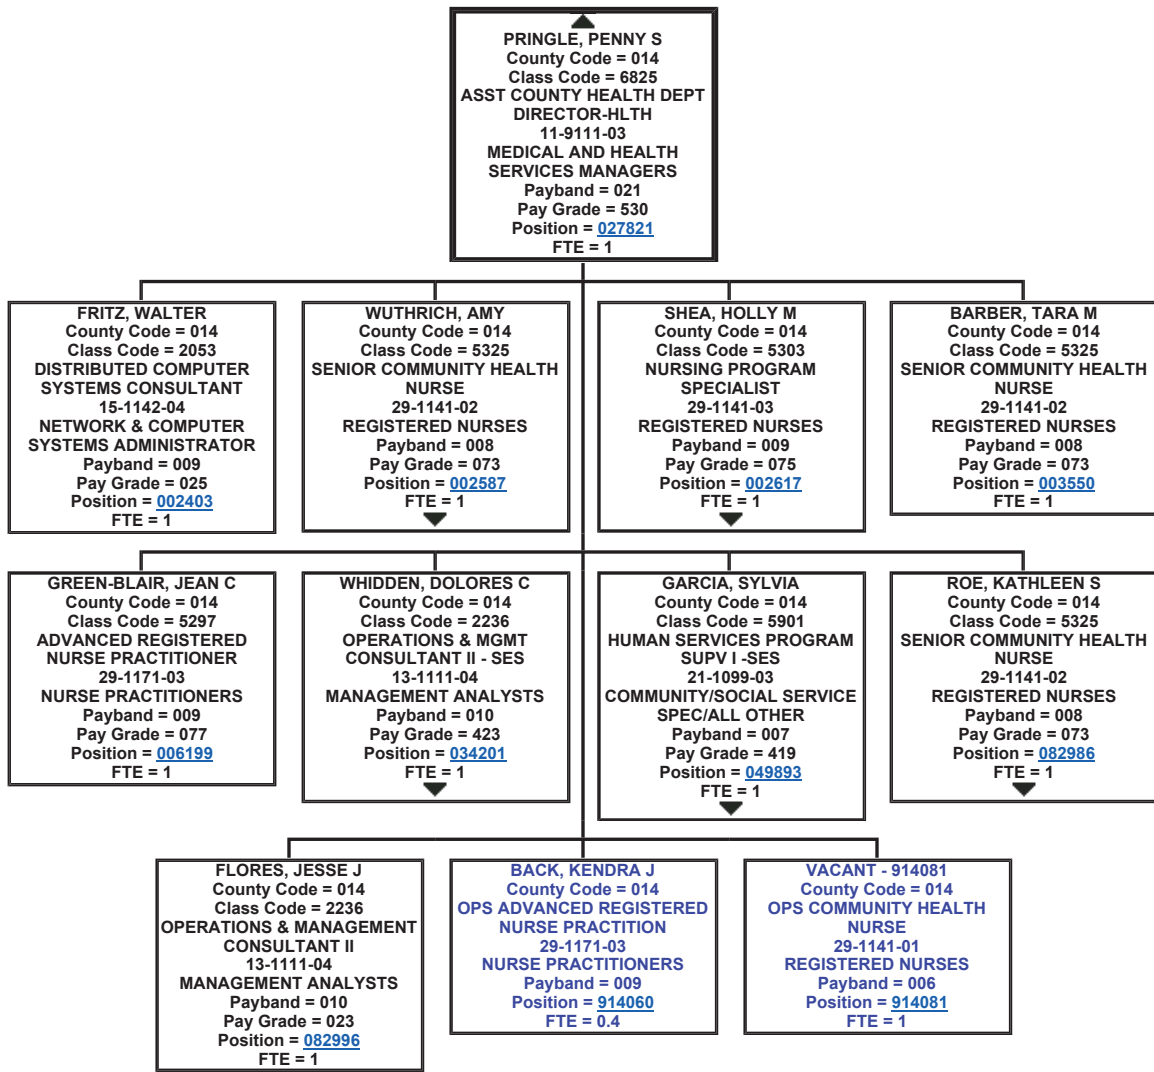 PRINGLE, PENNY S
County Code = 014
Class Code = 6825
ASST COUNTY HEALTH DEPT
DIRECTOR-HLTH
11-9111-03
MEDICAL AND HEALTH
SERVICES MANAGERS
Payband = 021
Pay Grade = 530
Position = 027821
FTE = 1
FRITZ, WALTER
County Code = 014
Class Code = 2053
DISTRIBUTED COMPUTER
SYSTEMS CONSULTANT
15-1142-04
NETWORK & COMPUTER
SYSTEMS ADMINISTRATOR
Payband = 009
Pay Grade = 025
Position = 002403
FTE = 1
WUTHRICH, AMY
County Code = 014
Class Code = 5325
SENIOR COMMUNITY HEALTH
NURSE
29-1141-02
REGISTERED NURSES
Payband = 008
Pay Grade = 073
Position = 002587
FTE = 1
SHEA, HOLLY M
County Code = 014
Class Code = 5303
NURSING PROGRAM
SPECIALIST
29-1141-03
REGISTERED NURSES
Payband = 009
Pay Grade = 075
Position = 002617
FTE = 1
BARBER, TARA M
County Code = 014
Class Code = 5325
SENIOR COMMUNITY HEALTH
NURSE
29-1141-02
REGISTERED NURSES
Payband = 008
Pay Grade = 073
Position = 003550
FTE = 1
GREEN-BLAIR, JEAN C
County Code = 014
Class Code = 5297
ADVANCED REGISTERED
NURSE PRACTITIONER
29-1171-03
NURSE PRACTITIONERS
Payband = 009
Pay Grade = 077
Position = 006199
FTE = 1
WHIDDEN, DOLORES C
County Code = 014
Class Code = 2236
OPERATIONS & MGMT
CONSULTANT II - SES
13-1111-04
MANAGEMENT ANALYSTS
Payband = 010
Pay Grade = 423
Position = 034201
FTE = 1
GARCIA, SYLVIA
County Code = 014
Class Code = 5901
HUMAN SERVICES PROGRAM
SUPV I -SES
21-1099-03
COMMUNITY/SOCIAL SERVICE
SPEC/ALL OTHER
Payband = 007
Pay Grade = 419
Position = 049893
FTE = 1
ROE, KATHLEEN S
County Code = 014
Class Code = 5325
SENIOR COMMUNITY HEALTH
NURSE
29-1141-02
REGISTERED NURSES
Payband = 008
Pay Grade = 073
Position = 082986
FTE = 1
FLORES, JESSE J
County Code = 014
Class Code = 2236
OPERATIONS & MANAGEMENT
CONSULTANT II
13-1111-04
MANAGEMENT ANALYSTS
Payband = 010
Pay Grade = 023
Position = 082996
FTE = 1
BACK, KENDRA J
County Code = 014
OPS ADVANCED REGISTERED
NURSE PRACTITION
29-1171-03
NURSE PRACTITIONERS
Payband = 009
Position = 914060
FTE = 0.4
VACANT - 914081
County Code = 014
OPS COMMUNITY HEALTH
NURSE
29-1141-01
REGISTERED NURSES
Payband = 006
Position = 914081
FTE = 1